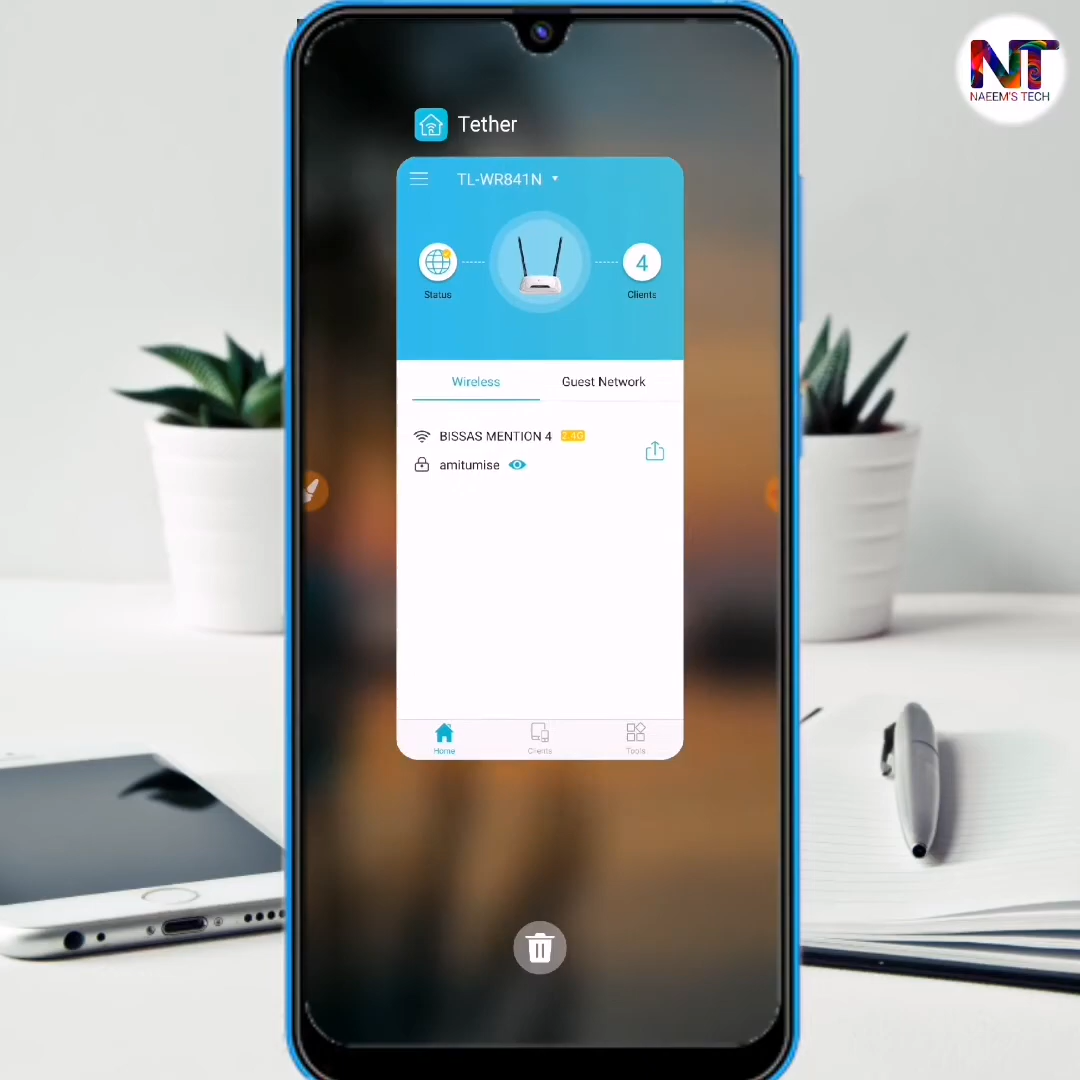 NT
NAEEM'S TECH
Tether
TL-WR841N
4
Status
Clients
Wireless
Guest Network
BISSAS MENTION 4 2.4G
amitumise
Home
Clients
Tools